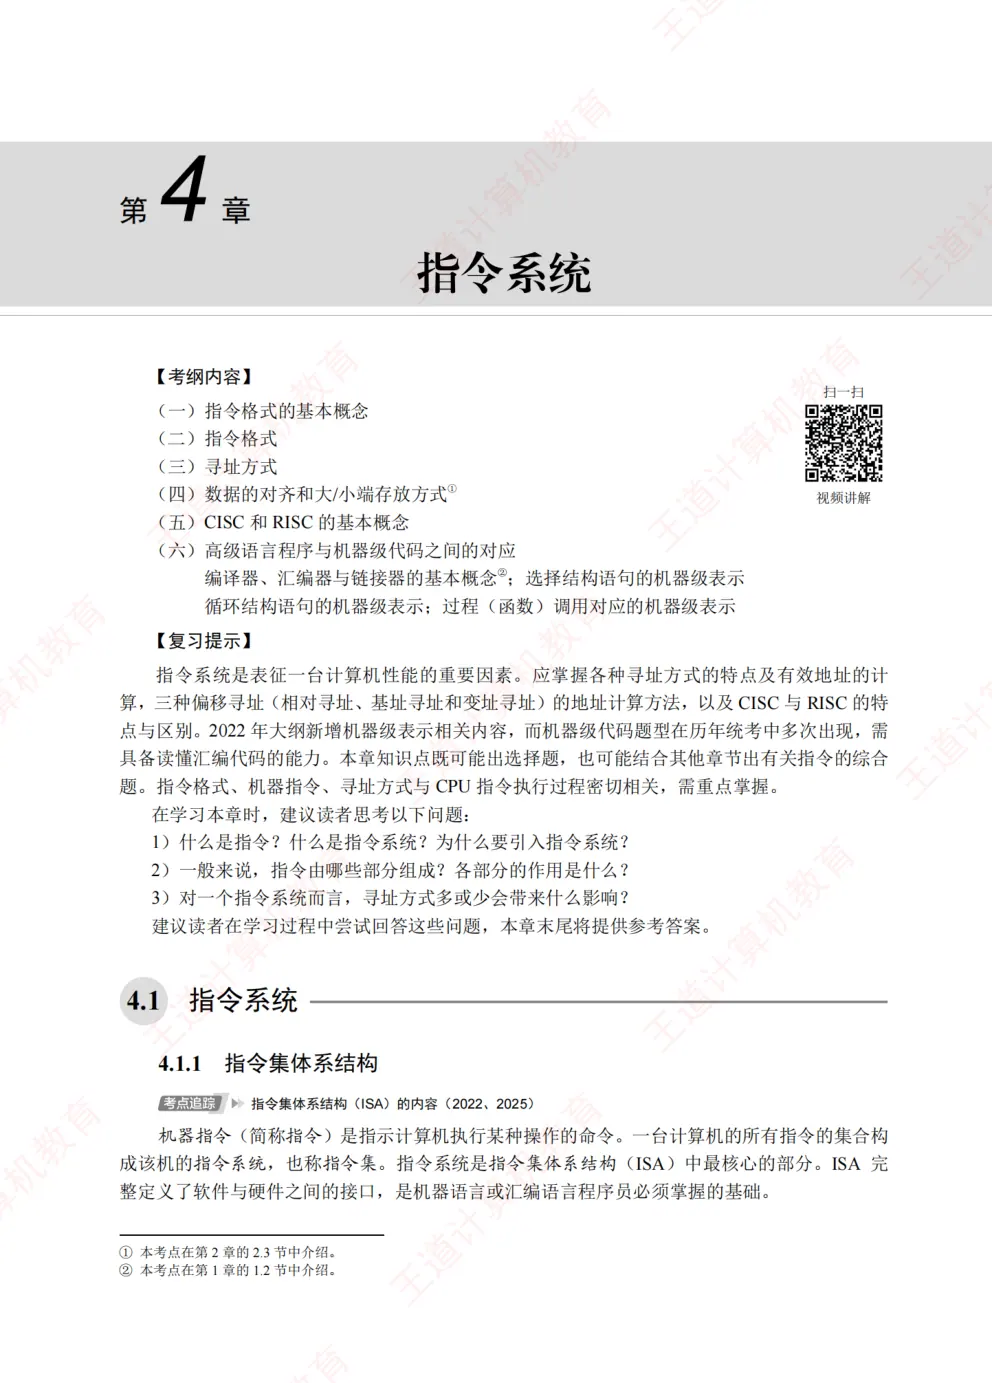 第4章
指令系统
【考纲内容】
（一）指令格式的基本概念
（二）指令格式
（三）寻址方式
（四）数据的对齐和大/小端存放方式①
（五）CISC 和 RISC 的基本概念
（六）高级语言程序与机器级代码之间的对应
编译器、汇编器与链接器的基本概念②；选择结构语句的机器级表示
循环结构语句的机器级表示；过程（函数）调用对应的机器级表示
扫一扫
视频讲解
【复习提示】
指令系统是表征一台计算机性能的重要因素。应掌握各种寻址方式的特点及有效地址的计
算，三种偏移寻址（相对寻址、基址寻址和变址寻址）的地址计算方法，以及 CISC 与 RISC 的特
点与区别。2022 年大纲新增机器级表示相关内容，而机器级代码题型在历年统考中多次出现，需
具备读懂汇编代码的能力。本章知识点既可能出选择题，也可能结合其他章节出有关指令的综合
题。指令格式、机器指令、寻址方式与 CPU 指令执行过程密切相关，需重点掌握。
在学习本章时，建议读者思考以下问题：
1）什么是指令？什么是指令系统？为什么要引入指令系统？
2）一般来说，指令由哪些部分组成？各部分的作用是什么？
3）对一个指令系统而言，寻址方式多或少会带来什么影响？
建议读者在学习过程中尝试回答这些问题，本章末尾将提供参考答案。
4.1 指令系统
4.1.1 指令集体系结构
考点追踪 指令集体系结构（ISA）的内容（2022、2025）
机器指令（简称指令）是指示计算机执行某种操作的命令。一台计算机的所有指令的集合构
成该机的指令系统，也称指令集。指令系统是指令集体系结构（ISA）中最核心的部分。ISA 完
整定义了软件与硬件之间的接口，是机器语言或汇编语言程序员必须掌握的基础。
① 本考点在第 2 章的 2.3 节中介绍。
② 本考点在第 1 章的 1.2 节中介绍。
王道计算机教育